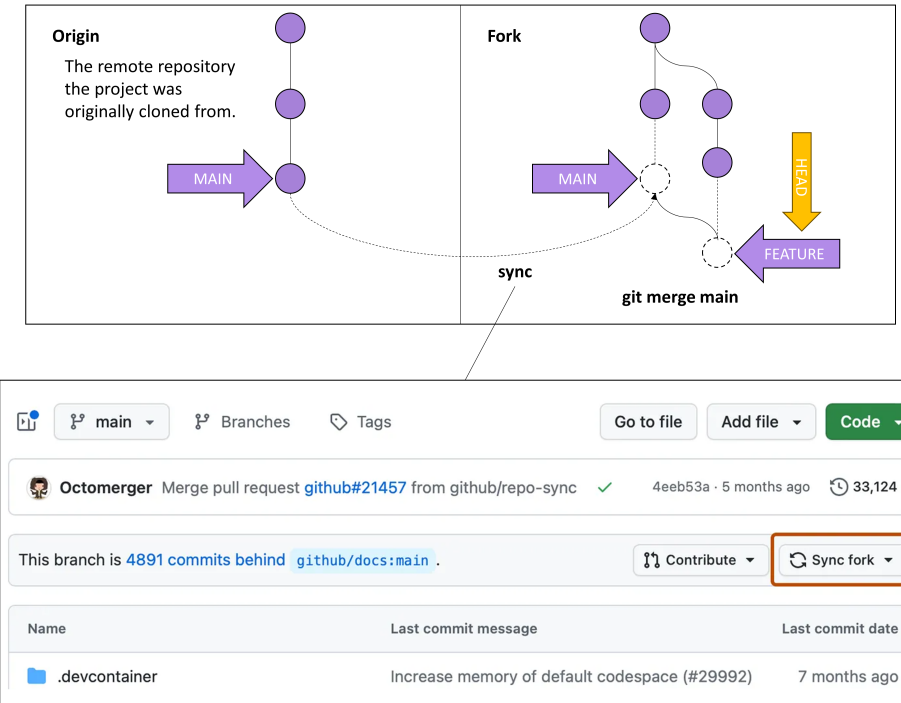 Origin
The remote repository
the project was
originally cloned from.
MAIN
Fork
MAIN
HEAD
FEATURE
sync
git merge main
main
Branches
Tags
Go to file
Add file
Code
Octomerger Merge pull request github#21457 from github/repo-sync
4eeb53a · 5 months ago
33,124
This branch is 4891 commits behind github/docs:main .
Contribute
Sync fork
Name
Last commit message
Last commit date
.devcontainer
Increase memory of default codespace (#29992)
7 months ago